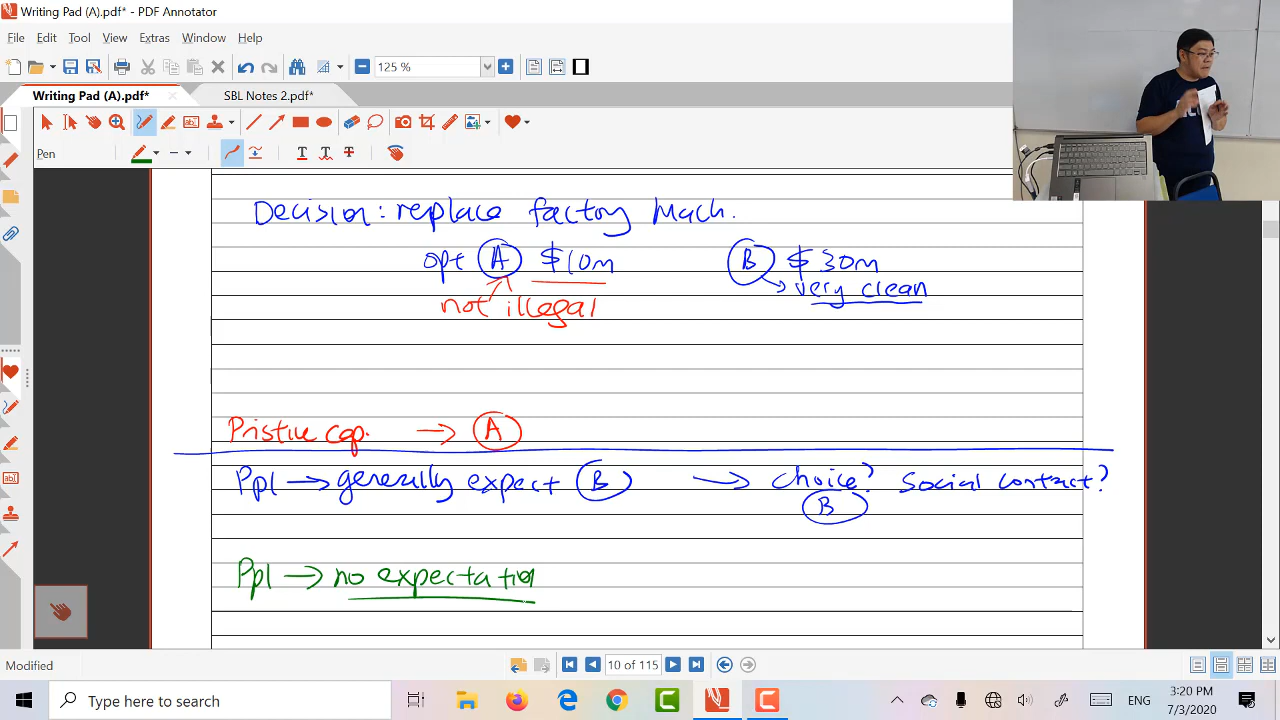 Writing Pad (A).pdf* - PDF Annotator
File Edit Tool View Extras Window Help
125 %
Writing Pad (A).pdf* SBL Notes 2.pdf*
Pen
Decision: replace factory Mach.
opt A $10m B $30m
very clean
not illegal
Pristine cap. → A
Ppl → generally expect B → choice? Social contract?
B
Ppl → no expectation
10 of 115
Modified
Type here to search
ENG
3:20 PM
7/3/2020